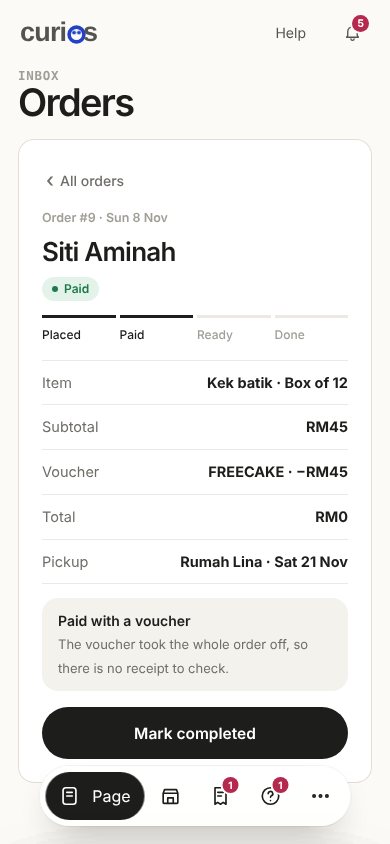 curios
Help
5
INBOX
Orders
All orders
Order #9 · Sun 8 Nov
Siti Aminah
Paid
Placed Paid Ready Done
Item Kek batik · Box of 12
Subtotal RM45
Voucher FREECAKE · −RM45
Total RM0
Pickup Rumah Lina · Sat 21 Nov
Paid with a voucher
The voucher took the whole order off, so
there is no receipt to check.
Mark completed
Page 1 1